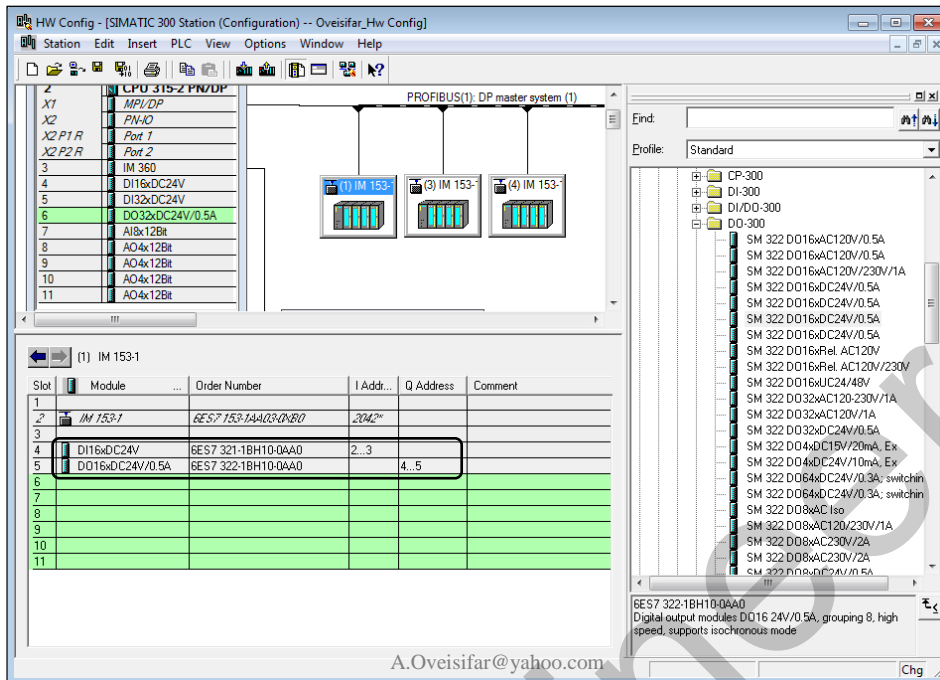 HW Config - [SIMATIC 300 Station (Configuration) -- Oveisifar_Hw Config]
Station Edit Insert PLC View Options Window Help
2 CPU 315-2 PN/DP
X1 MPI/DP
X2 PN-IO
X2 P1 R Port 1
X2 P2 R Port 2
3 IM 360
4 DI16xDC24V
5 DI32xDC24V
6 DO32xDC24V/0.5A
7 AI8x12Bit
8 AO4x12Bit
9 AO4x12Bit
10 AO4x12Bit
11 AO4x12Bit
PROFIBUS(1): DP master system (1)
(1) IM 153-
(3) IM 153-
(4) IM 153-
(1) IM 153-1
Slot Module ... Order Number I Addr... Q Address Comment
1
2 IM 153-1 6ES7 153-1AA03-0XB0 2042*
3
4 DI16xDC24V 6ES7 321-1BH10-0AA0 2...3
5 DO16xDC24V/0.5A 6ES7 322-1BH10-0AA0 4...5
6
7
8
9
10
11
Find:
Profile: Standard
CP-300
DI-300
DI/DO-300
DO-300
SM 322 DO16xAC120V/0.5A
SM 322 DO16xAC120V/0.5A
SM 322 DO16xAC120V/230V/1A
SM 322 DO16xDC24V/0.5A
SM 322 DO16xDC24V/0.5A
SM 322 DO16xDC24V/0.5A
SM 322 DO16xDC24V/0.5A
SM 322 DO16xRel. AC120V
SM 322 DO16xRel. AC120V/230V
SM 322 DO16xUC24/48V
SM 322 DO32xAC120-230V/1A
SM 322 DO32xAC120V/1A
SM 322 DO32xDC24V/0.5A
SM 322 DO4xDC15V/20mA, Ex
SM 322 DO4xDC24V/10mA, Ex
SM 322 DO64xDC24V/0.3A; switchin
SM 322 DO64xDC24V/0.3A; switchin
SM 322 DO8xAC Iso
SM 322 DO8xAC120/230V/1A
SM 322 DO8xAC230V/2A
SM 322 DO8xAC230V/2A
SM 322 DO8xDC24V/0.5A
6ES7 322-1BH10-0AA0
Digital output modules DO16 24V/0.5A, grouping 8, high
speed, supports isochronous mode
A.Oveisifar@yahoo.com
Chg